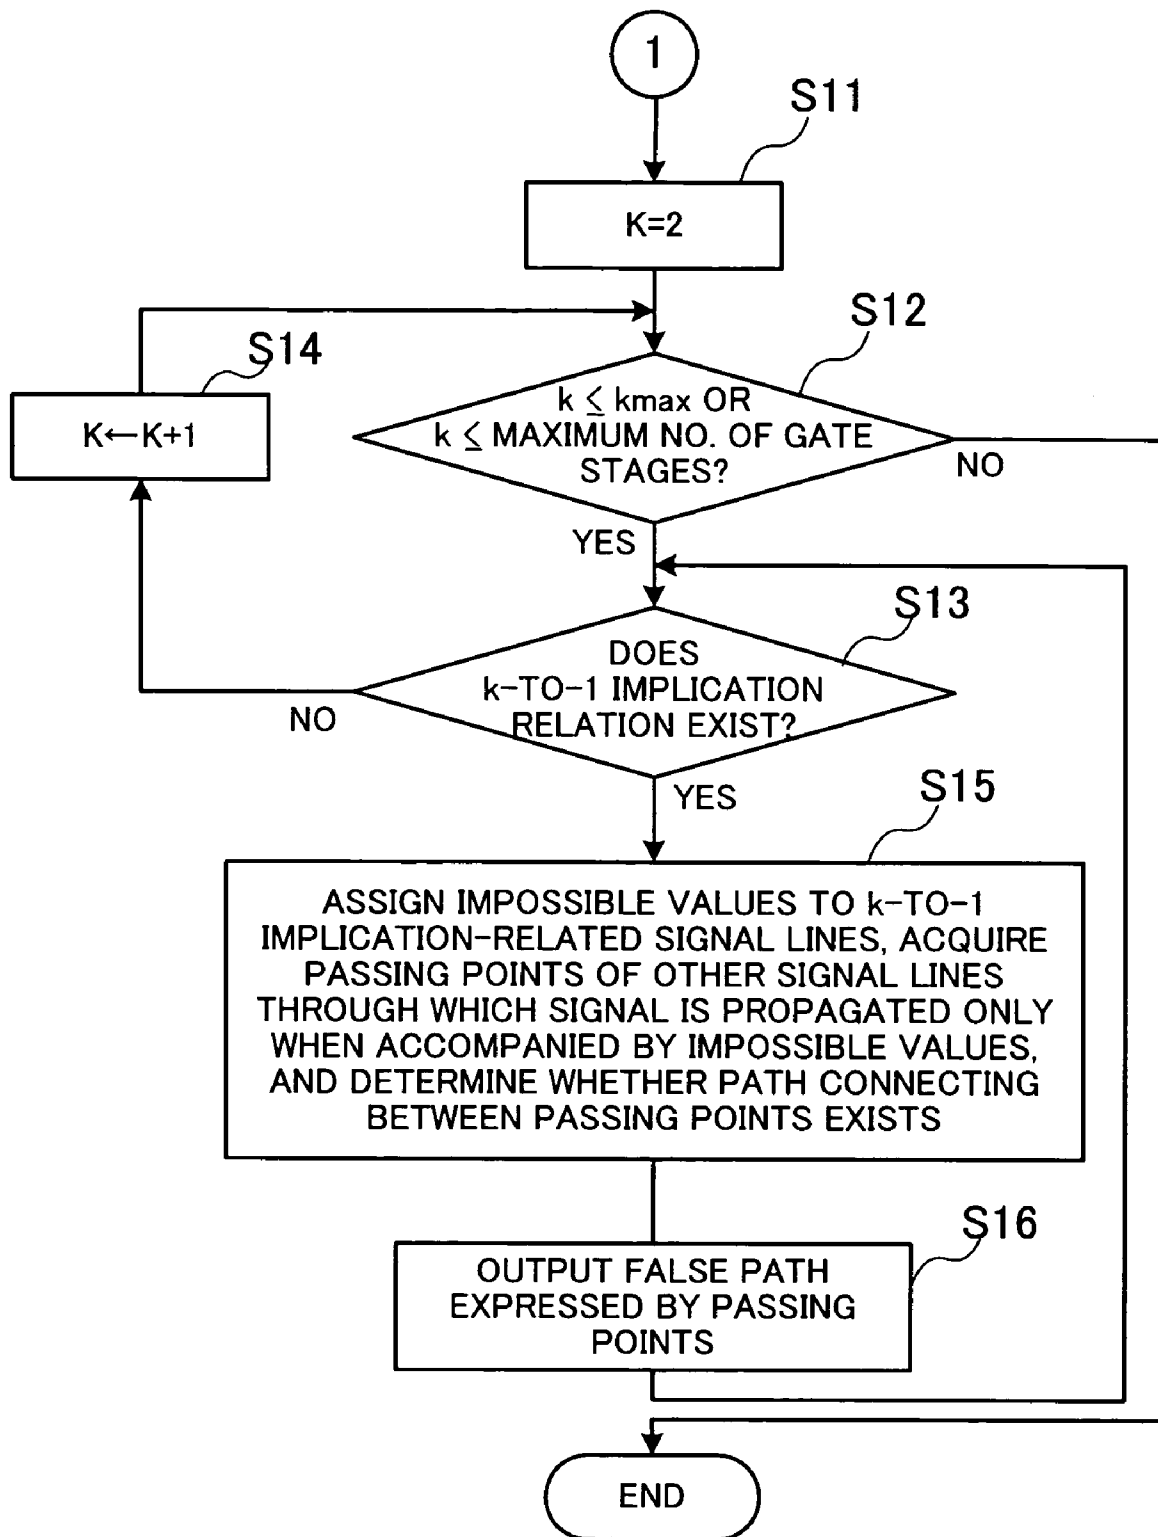 1
S11
K=2
S12
S14
k ≤ kmax OR
k ≤ MAXIMUM NO. OF GATE
STAGES?
K←K+1
NO
YES
S13
DOES
k-TO-1 IMPLICATION
RELATION EXIST?
NO
YES
S15
ASSIGN IMPOSSIBLE VALUES TO k-TO-1
IMPLICATION-RELATED SIGNAL LINES, ACQUIRE
PASSING POINTS OF OTHER SIGNAL LINES
THROUGH WHICH SIGNAL IS PROPAGATED ONLY
WHEN ACCOMPANIED BY IMPOSSIBLE VALUES,
AND DETERMINE WHETHER PATH CONNECTING
BETWEEN PASSING POINTS EXISTS
S16
OUTPUT FALSE PATH
EXPRESSED BY PASSING
POINTS
END